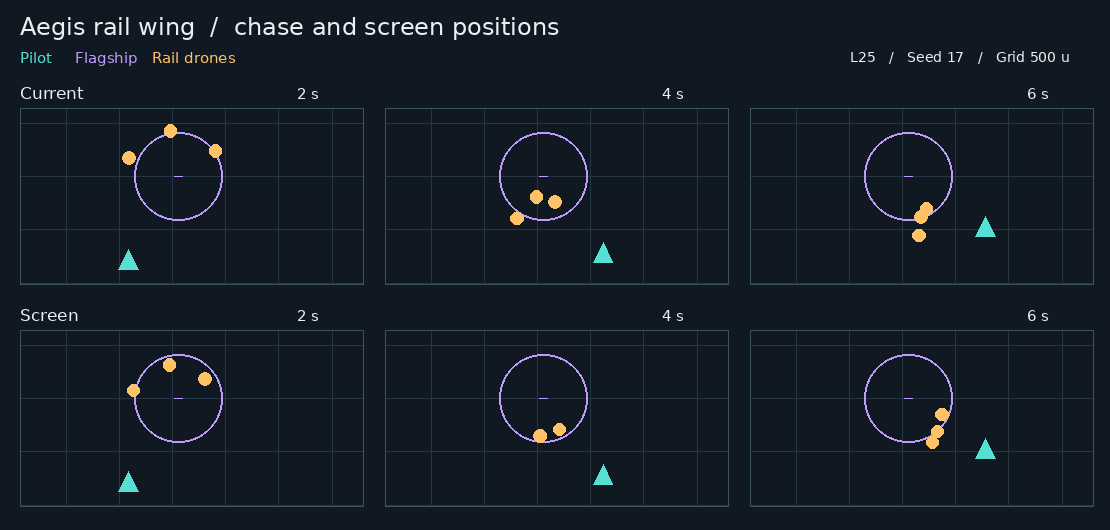 Aegis rail wing / chase and screen positions
Pilot Flagship Rail drones L25 / Seed 17 / Grid 500 u
Current 2 s 4 s 6 s
Screen 2 s 4 s 6 s